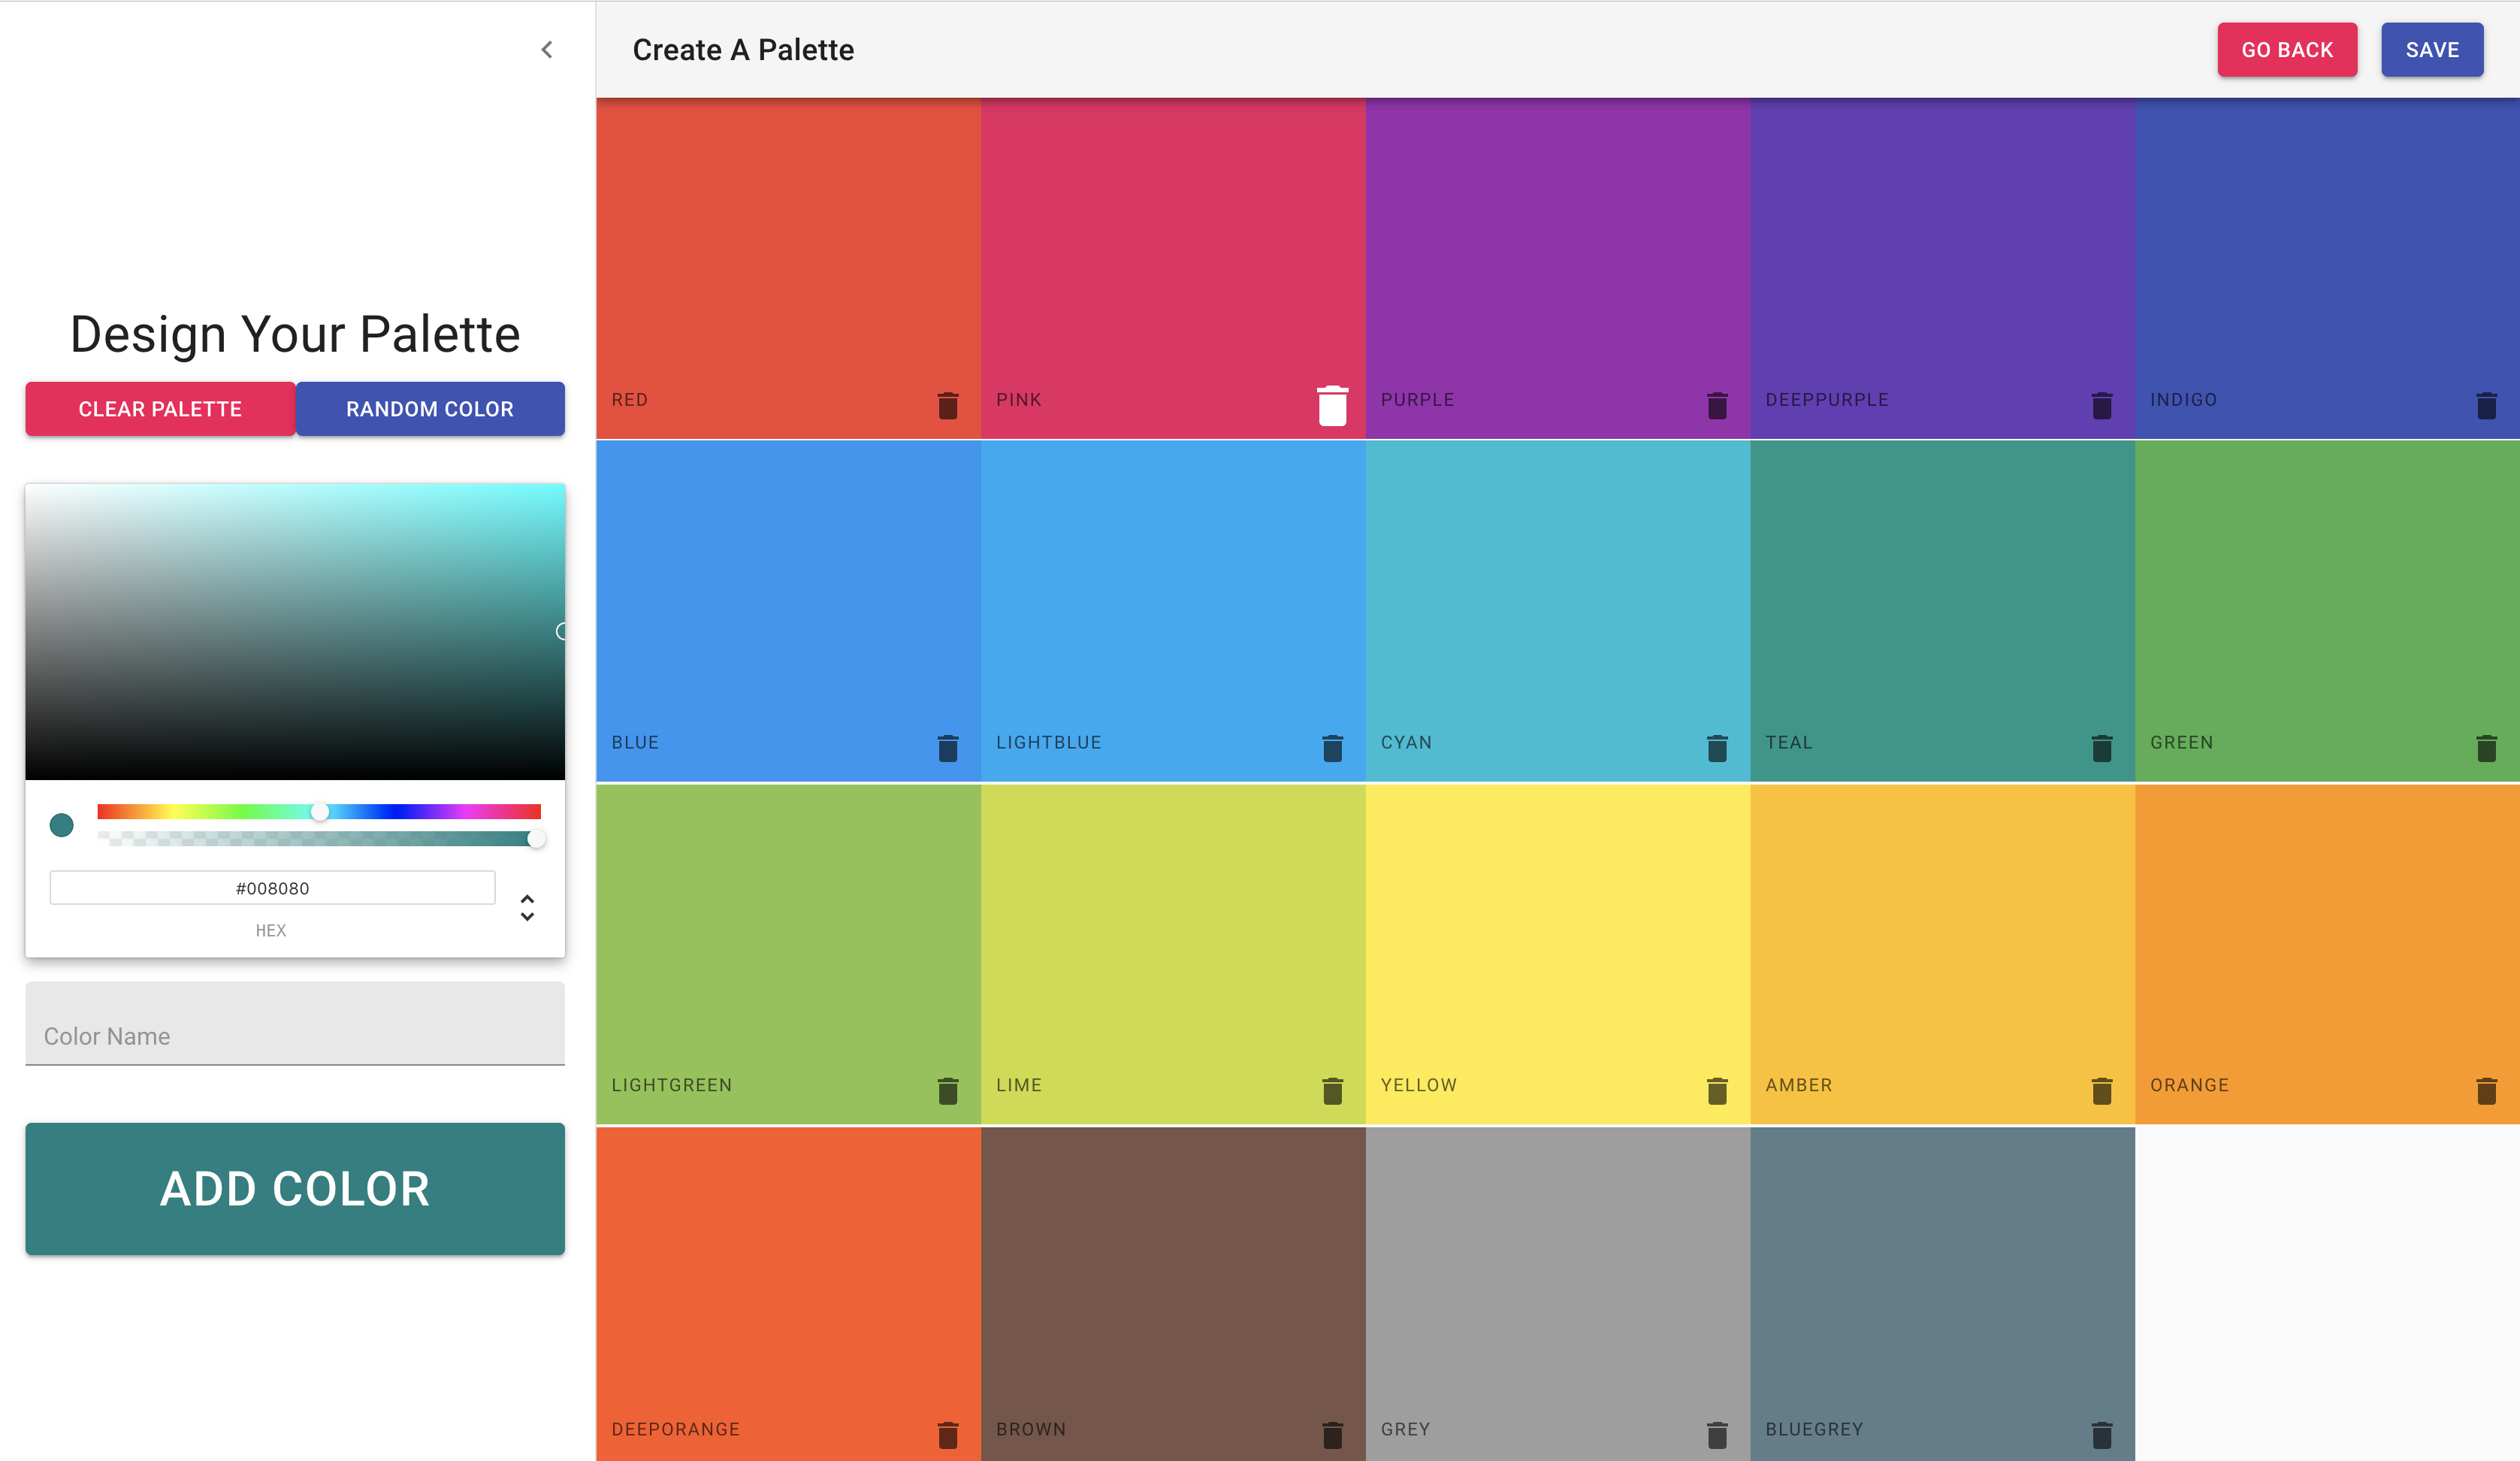 Create A Palette
GO BACK
SAVE
Design Your Palette
CLEAR PALETTE
RANDOM COLOR
#008080
HEX
Color Name
ADD COLOR
RED
PINK
PURPLE
DEEPPURPLE
INDIGO
BLUE
LIGHTBLUE
CYAN
TEAL
GREEN
LIGHTGREEN
LIME
YELLOW
AMBER
ORANGE
DEEPORANGE
BROWN
GREY
BLUEGREY